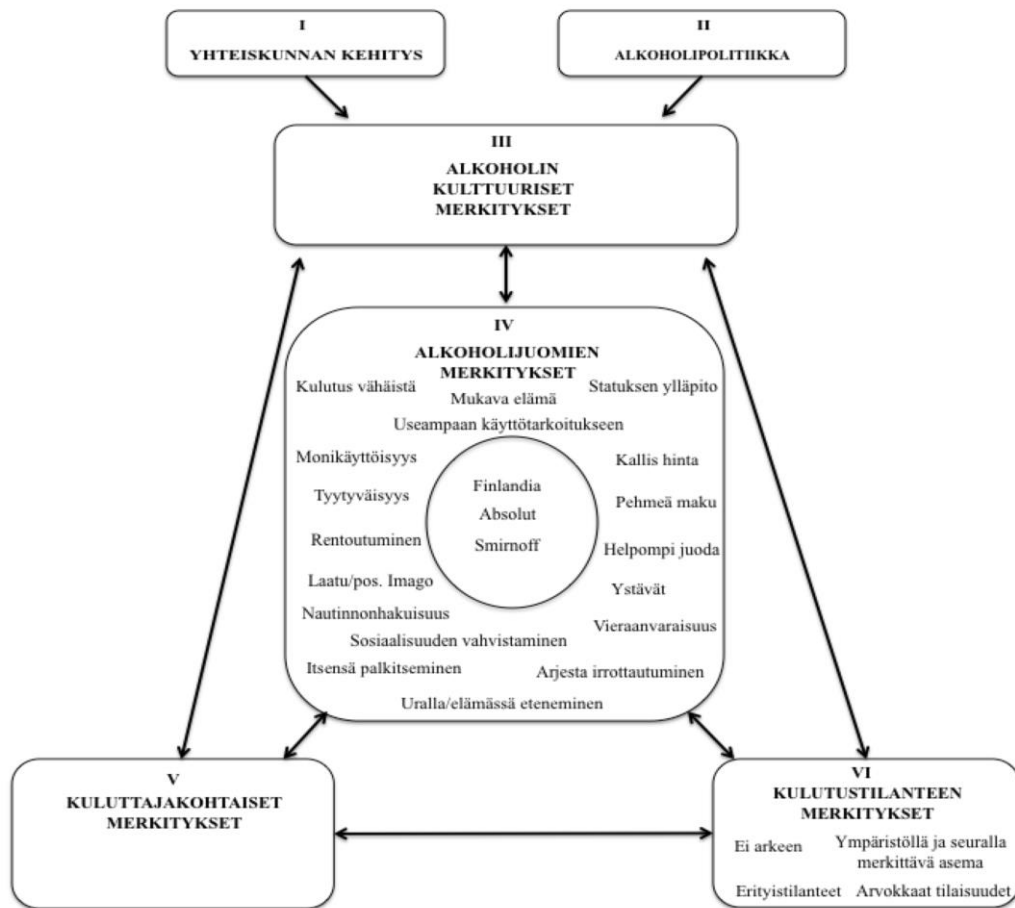 I
YHTEISKUNNAN KEHITYS
II
ALKOHOLIPOLITIIKKA
III
ALKOHOLIN
KULTTUURISET
MERKITYKSET
IV
ALKOHOLIJUOMIEN
MERKITYKSET
Kulutus vähäistä
Mukava elämä
Statuksen ylläpito
Useampaan käyttötarkoitukseen
Monikäyttöisyys
Kallis hinta
Tyytyväisyys
Finlandia
Pehmeä maku
Absolut
Rentoutuminen
Smirnoff
Helpompi juoda
Laatu/pos. Imago
Ystävät
Nautinnonhakuisuus
Vieraanvaraisuus
Sosiaalisuuden vahvistaminen
Itsensä palkitseminen
Arjesta irrottautuminen
Uralla/elämässä eteneminen
V
KULUTTAJAKOHTAISET
MERKITYKSET
VI
KULUTUSTILANTEEN
MERKITYKSET
Ei arkeen
Ympäristöllä ja seuralla
merkittävä asema
Erityistilanteet
Arvokkaat tilaisuudet